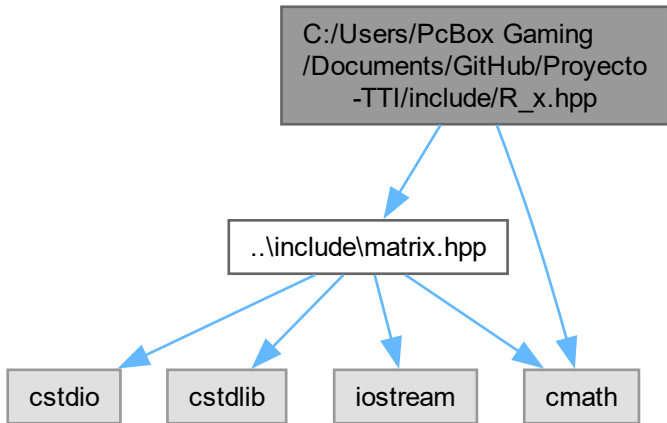 C:/Users/PcBox Gaming
/Documents/GitHub/Proyecto
-TTI/include/R_x.hpp
..\include\matrix.hpp
cstdio
cstdlib
iostream
cmath